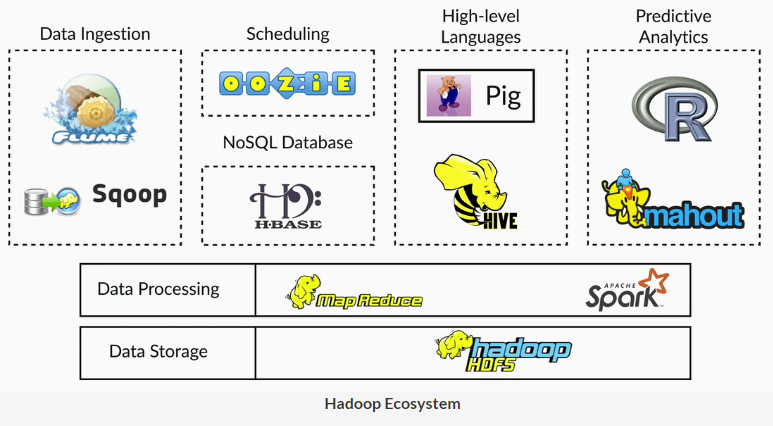 Data Ingestion
Scheduling
High-level
Languages
Predictive
Analytics
FLUME
Sqoop
OOZIE
NoSQL Database
H-BASE
Pig
HIVE
R
mahout
Data Processing
Map Reduce
APACHE
Spark
Data Storage
hadoop
HDFS
Hadoop Ecosystem